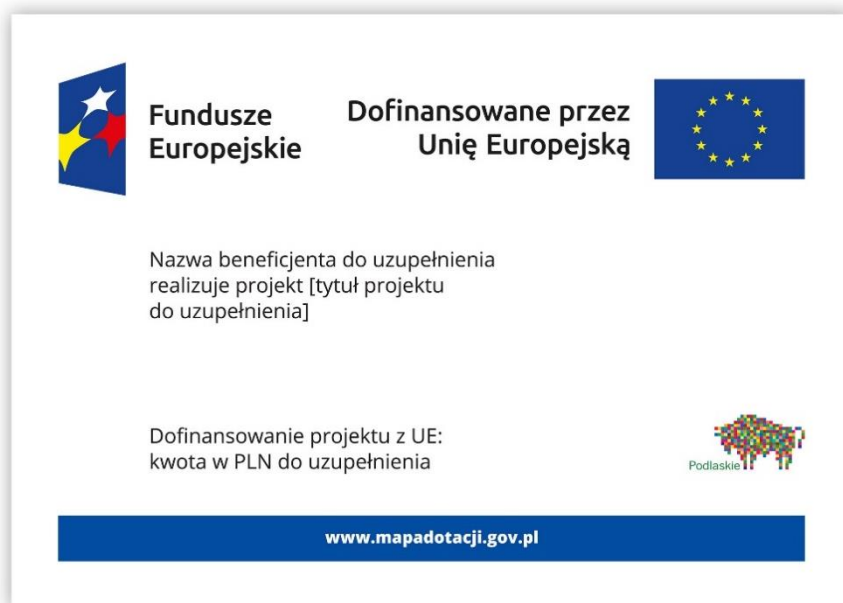 Fundusze
Europejskie
Dofinansowane przez
Unię Europejską
Nazwa beneficjenta do uzupełnienia
realizuje projekt [tytuł projektu
do uzupełnienia]
Dofinansowanie projektu z UE:
kwota w PLN do uzupełnienia
Podlaskie
www.mapadotacji.gov.pl